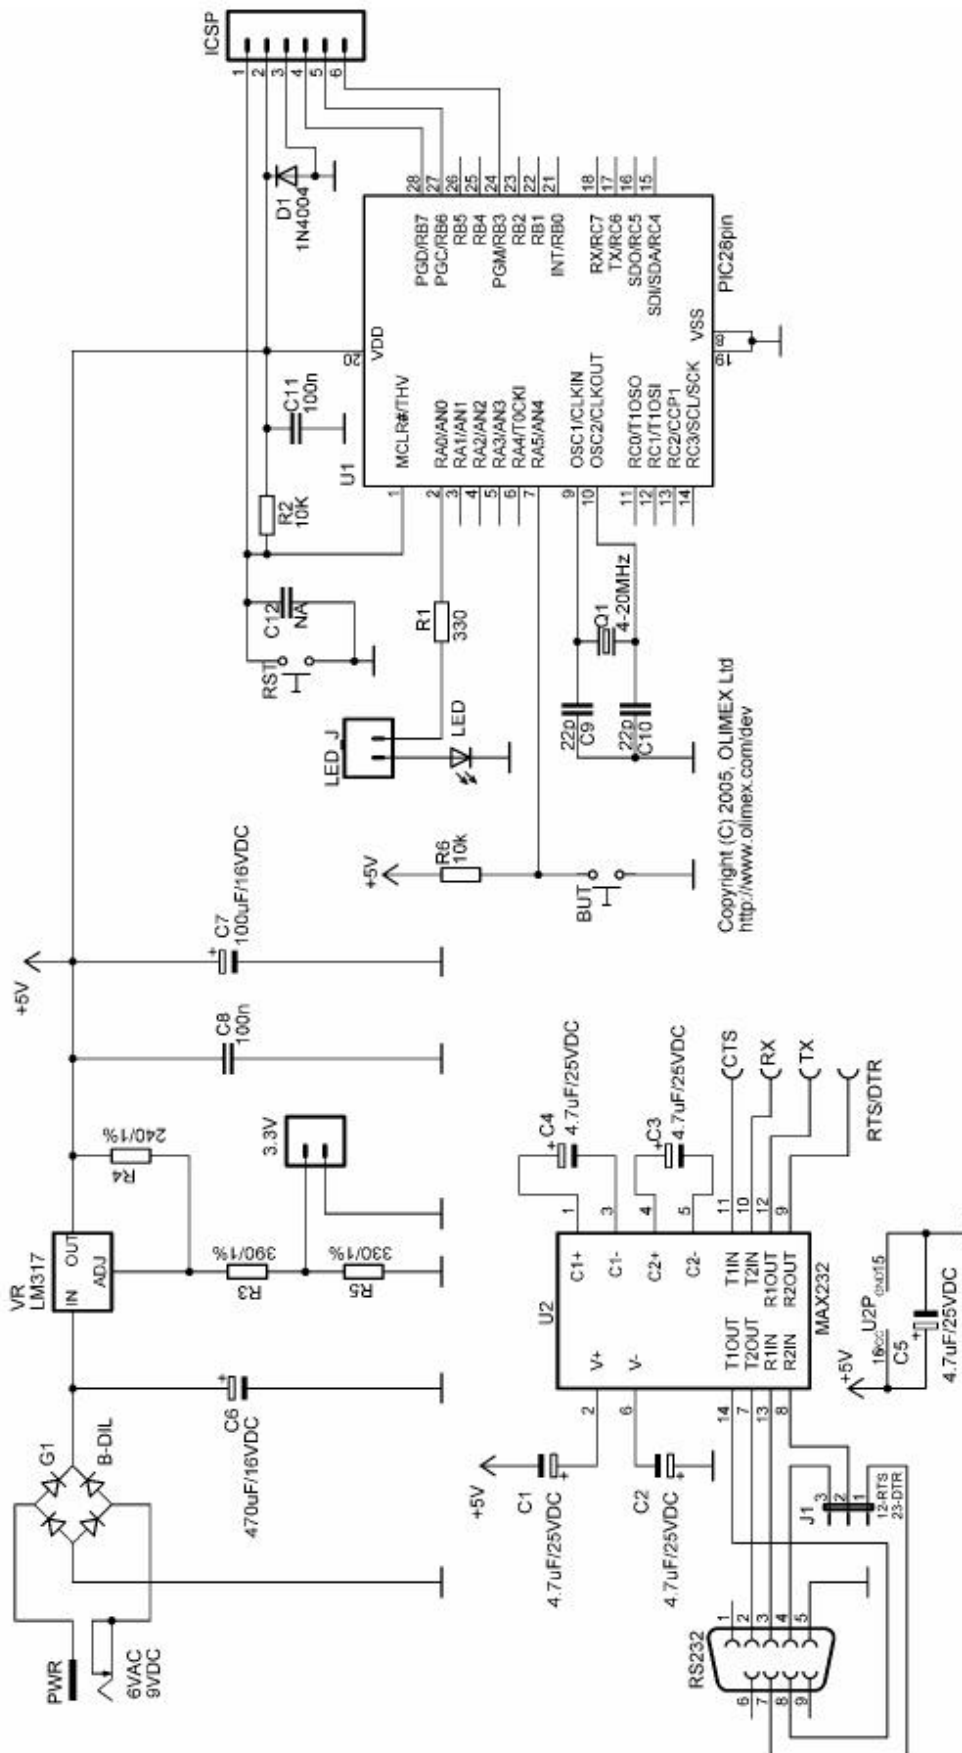 PWR
6VAC
9VDC
G1
B-DIL
C6
470uF/16VDC
VR
LM317
IN
OUT
ADJ
R4
240/1%
R3
390/1%
R5
330/1%
3.3V
C8
100n
+5V
C7
100uF/16VDC
ICSP
1
2
3
4
5
6
D1
1N4004
C11
100n
R2
10K
C12
NA
RST
LED_J
LED
R1
330
+5V
R6
10k
BUT
U1
MCLR#/THV
RA0/AN0
RA1/AN1
RA2/AN2
RA3/AN3
RA4/T0CKI
RA5/AN4
OSC1/CLKIN
OSC2/CLKOUT
RC0/T1OSO
RC1/T1OSI
RC2/CCP1
RC3/SCL/SCK
1
2
3
4
5
6
7
9
10
11
12
13
14
VDD
20
PGD/RB7
PGC/RB6
RB5
RB4
PGM/RB3
RB2
RB1
INT/RB0
RX/RC7
TX/RC6
SDO/RC5
SDI/SDA/RC4
28
27
26
25
24
23
22
21
18
17
16
15
VSS
19
8
PIC28pin
Q1
4-20MHz
22p
C9
22p
C10
Copyright (C) 2005, OLIMEX Ltd
http://www.olimex.com/dev
+5V
C1
4.7uF/25VDC
C2
4.7uF/25VDC
U2
V+
V-
T1OUT
T2OUT
R1IN
R2IN
2
6
14
7
13
8
C1+
C1-
C2+
C2-
T1IN
T2IN
R1OUT
R2OUT
1
3
4
5
11
10
12
9
MAX232
C4
4.7uF/25VDC
C3
4.7uF/25VDC
CTS
RX
TX
RTS/DTR
RS232
1
2
3
4
5
6
7
8
9
J1
3
2
1
12-RTS
23-DTR
+5V
U2P
GND15
C5
4.7uF/25VDC